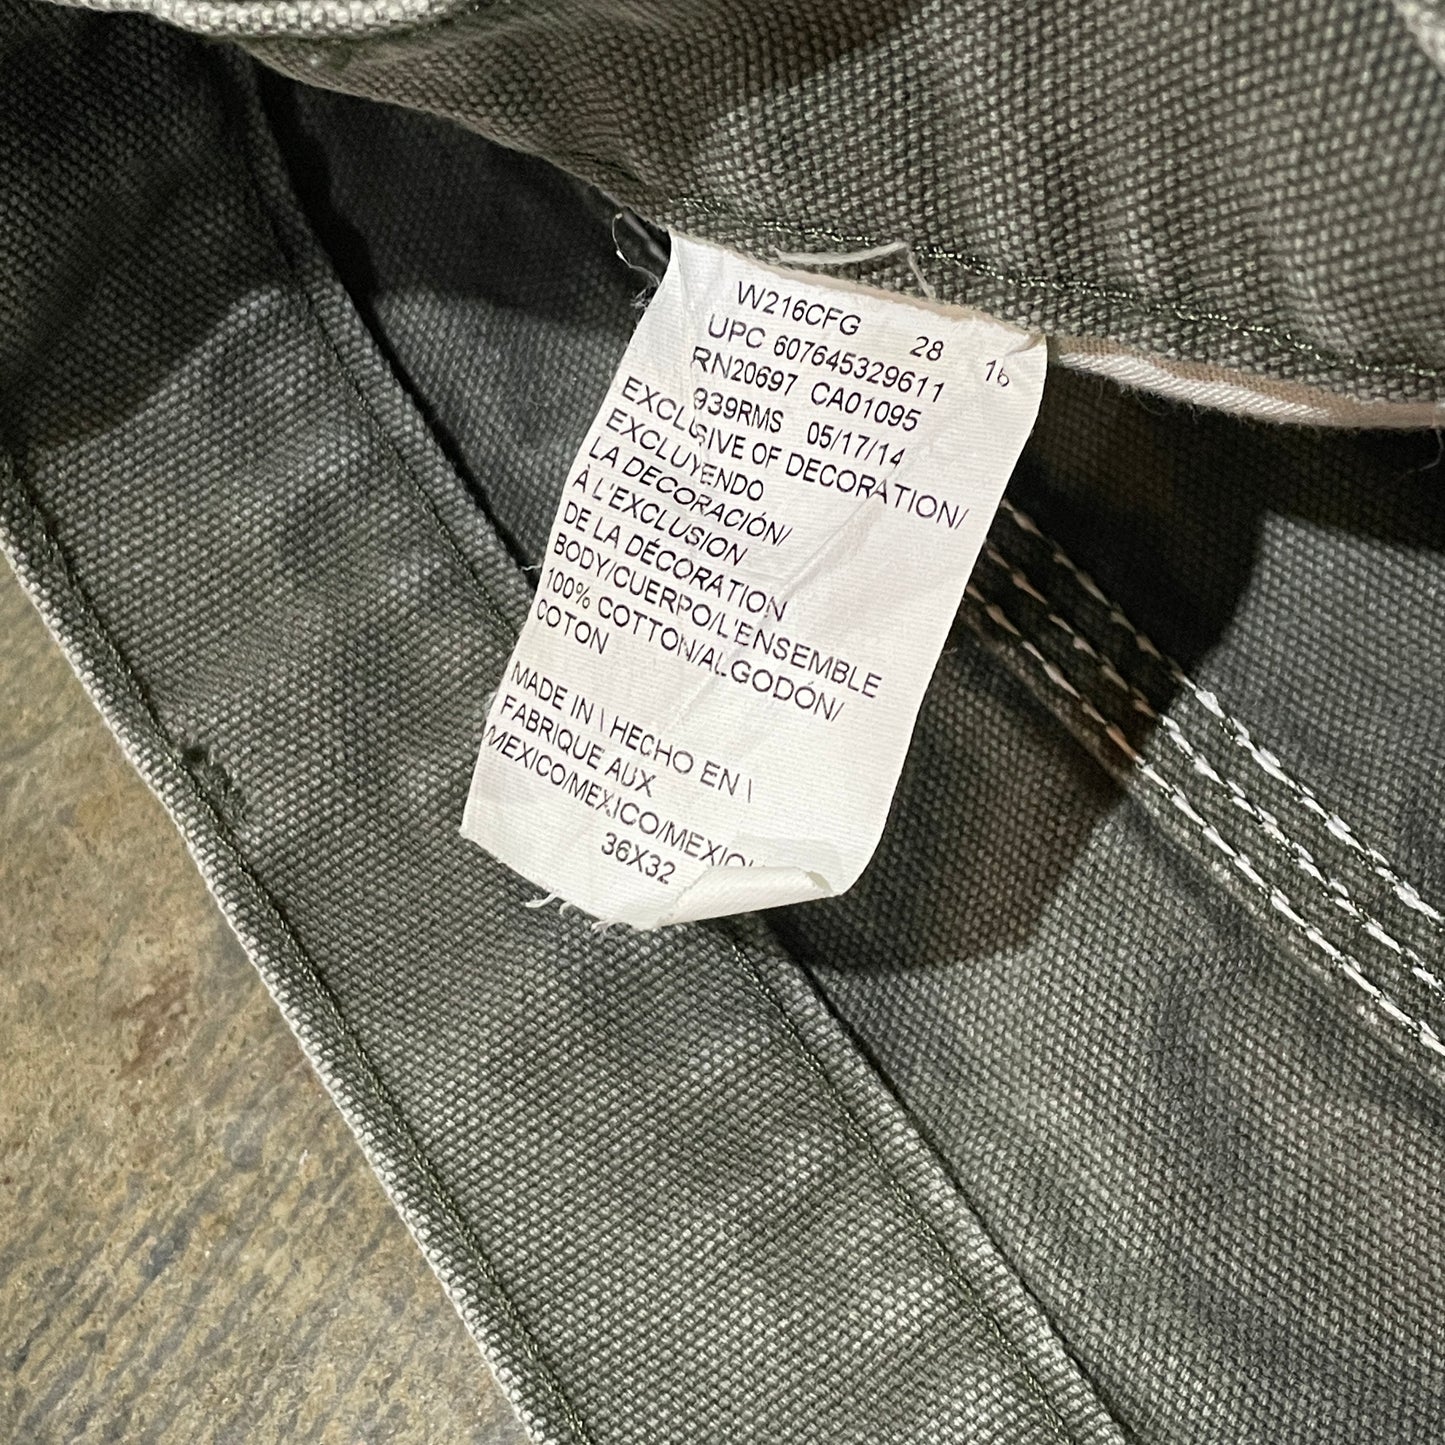 W216CFG 28 16
UPC 607645329611
RN20697 CA01095
939RMS 05/17/14
EXCLUSIVE OF DECORATION/
EXCLUYENDO
LA DECORACIÓN/
À L'EXCLUSION
DE LA DÉCORATION
BODY/CUERPO/L'ENSEMBLE
100% COTTON/ALGODÓN/
COTON
MADE IN \ HECHO EN \
FABRIQUE AUX
MEXICO/MEXICO/MEXICO/
36X32